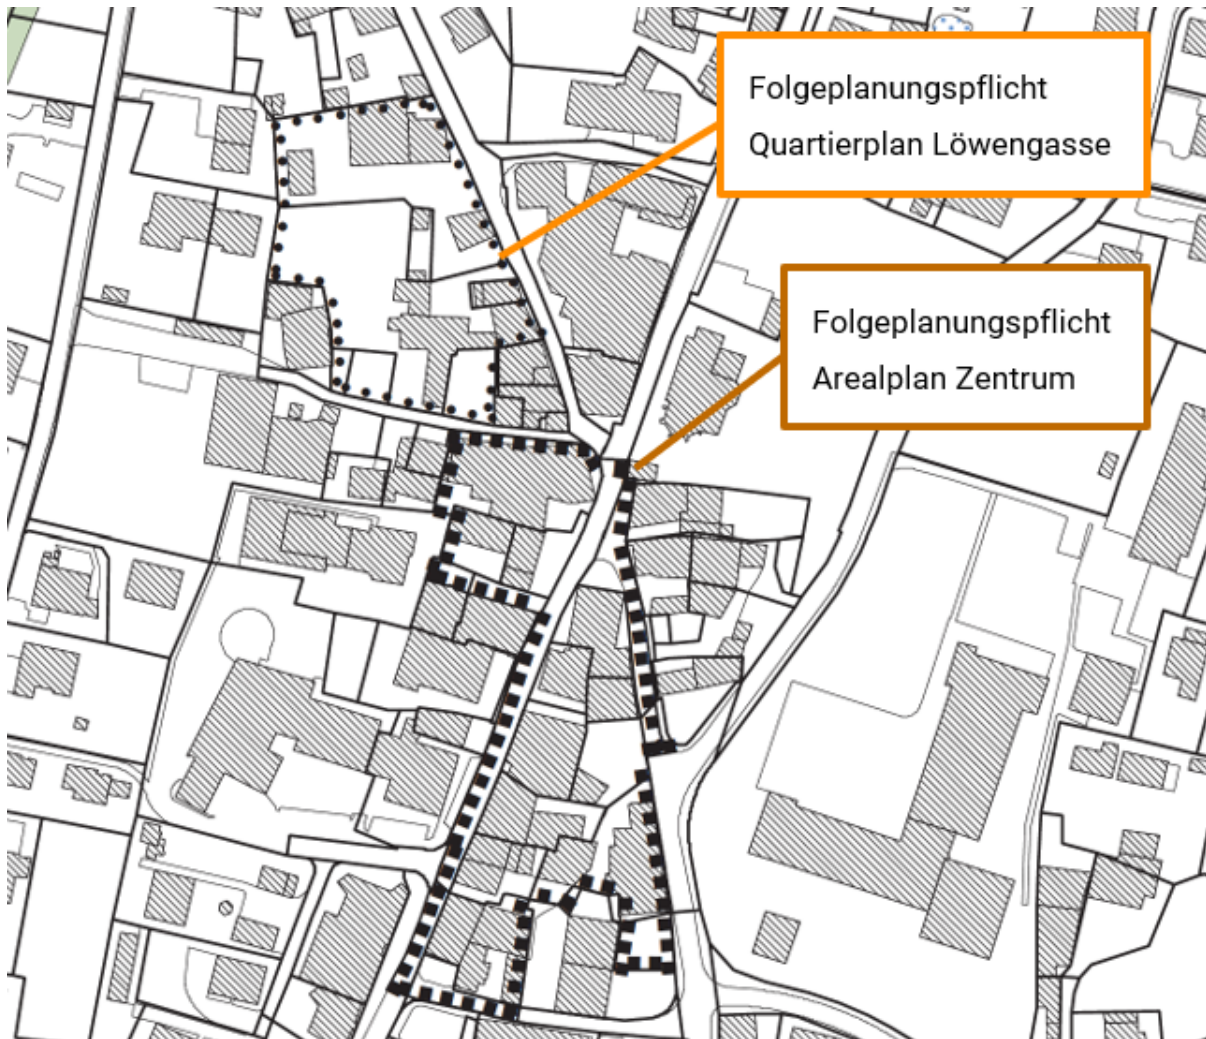 Folgeplanungspflicht
Quartierplan Löwengasse
Folgeplanungspflicht
Arealplan Zentrum